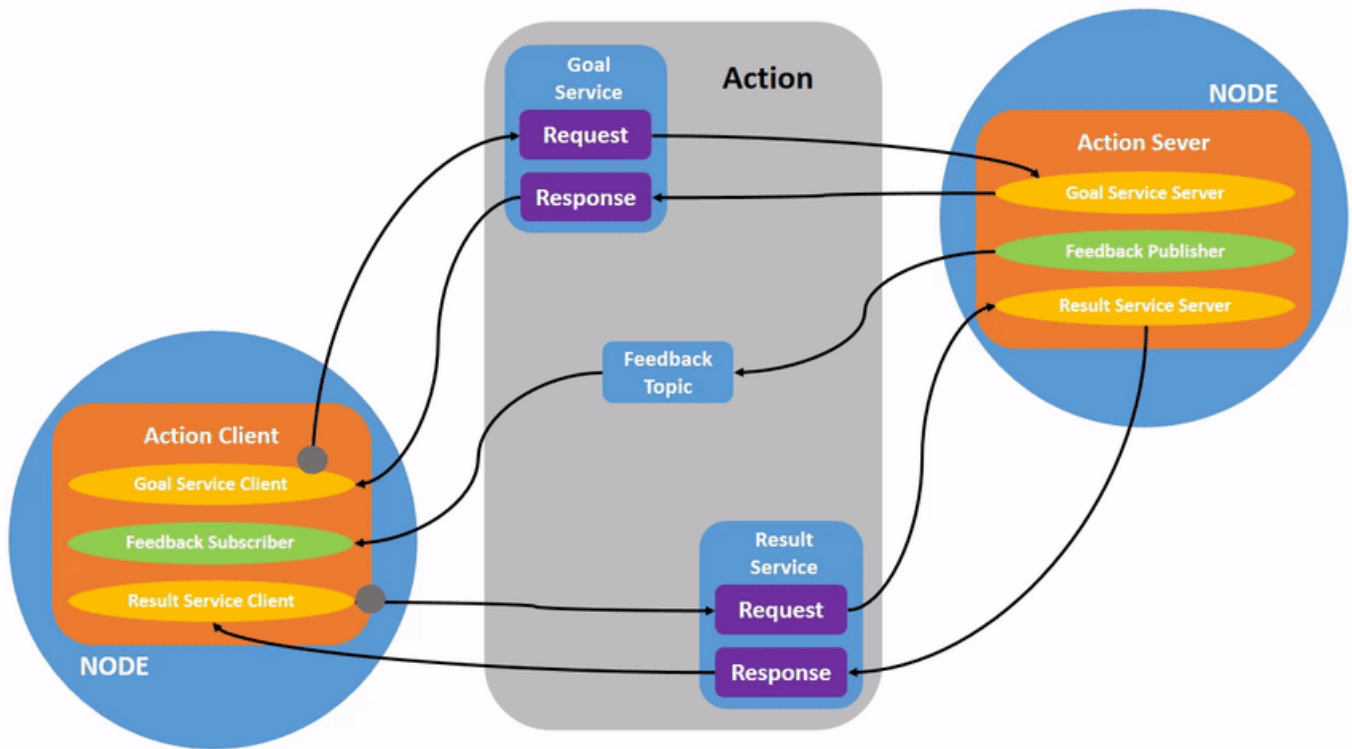 Goal
Service
Request
Response
Action
NODE
Action Sever
Goal Service Server
Feedback Publisher
Result Service Server
Feedback
Topic
Action Client
Goal Service Client
Feedback Subscriber
Result Service Client
NODE
Result
Service
Request
Response